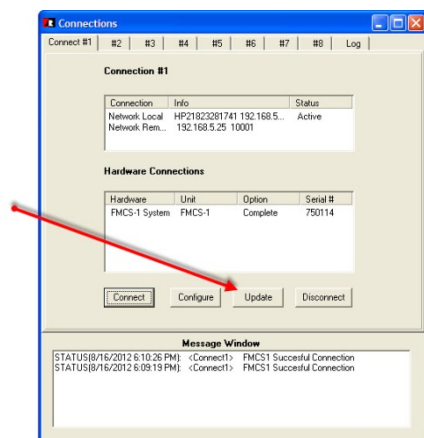 Connections
Connect #1 #2 #3 #4 #5 #6 #7 #8 Log
Connection #1
Connection Info Status
Network Local HP21823281741 192.168.5... Active
Network Rem... 192.168.5.25 10001
Hardware Connections
Hardware Unit Option Serial #
FMCS-1 System FMCS-1 Complete 750114
Connect Configure Update Disconnect
Message Window
STATUS(8/16/2012 6:10:26 PM): <Connect1> FMCS1 Succesful Connection
STATUS(8/16/2012 6:09:19 PM): <Connect1> FMCS1 Succesful Connection